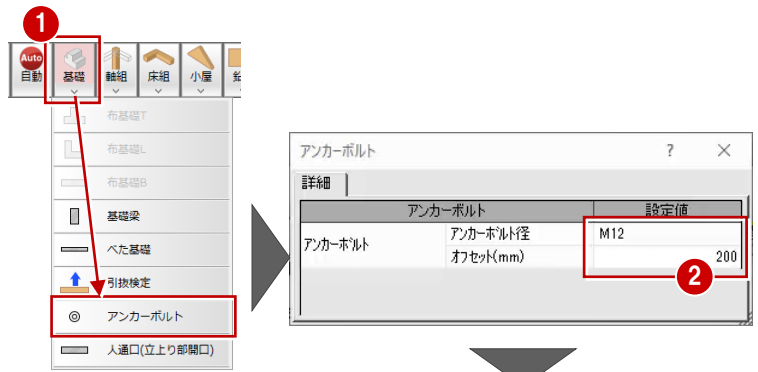 1
Auto
自動 基礎 軸組 床組 小屋
布基礎T
布基礎L
布基礎B
基礎梁
べた基礎
引抜検定
アンカーボルト
人通口(立上り部開口)
アンカーボルト ? ×
詳細
アンカーボルト 設定値
アンカーボルト アンカーボルト径 M12
オフセット(mm) 200
2